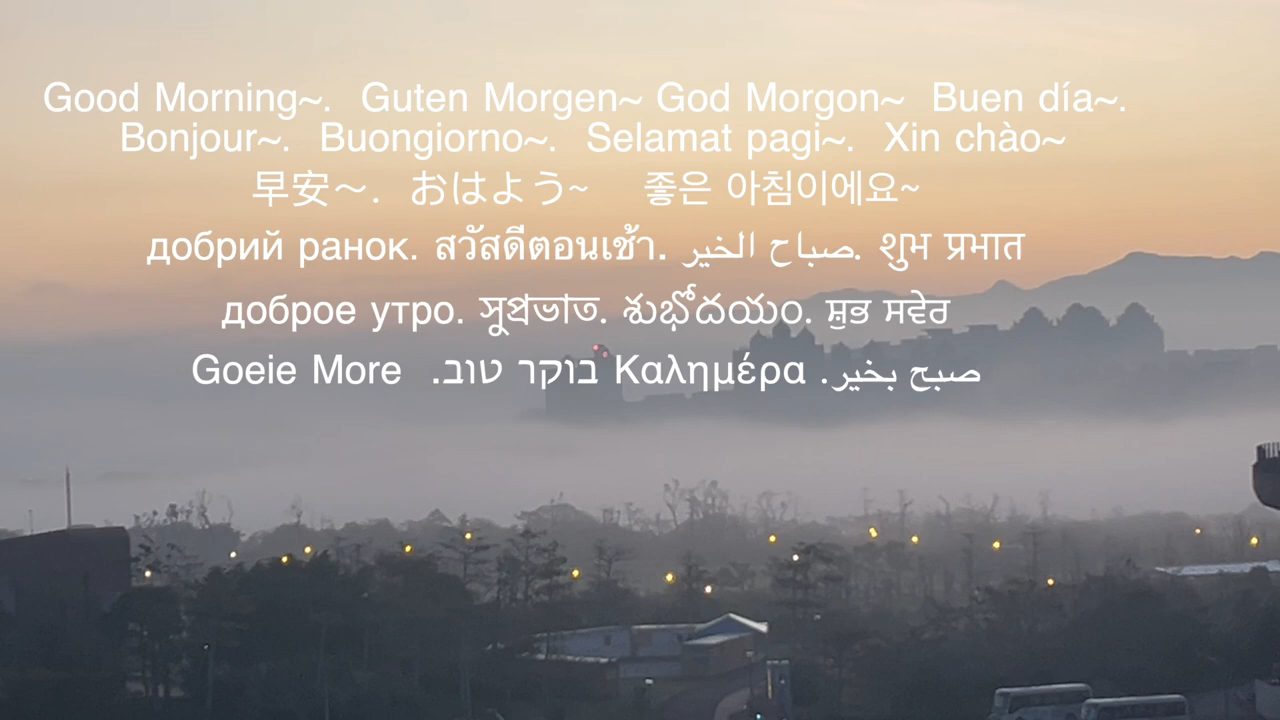 Good Morning~. Guten Morgen~ God Morgon~ Buen día~.
Bonjour~. Buongiorno~. Selamat pagi~. Xin chào~
早安～. おはよう~ 좋은 아침이에요~
добрий ранок. สวัสดีตอนเช้า. صباح الخير. शुभ प्रभात
доброе утро. সুপ্রভাত. శుభోదయం. ਸ਼ੁਭ ਸਵੇਰ
Goeie More בוקר טוב. Καλημέρα صبح بخیر.